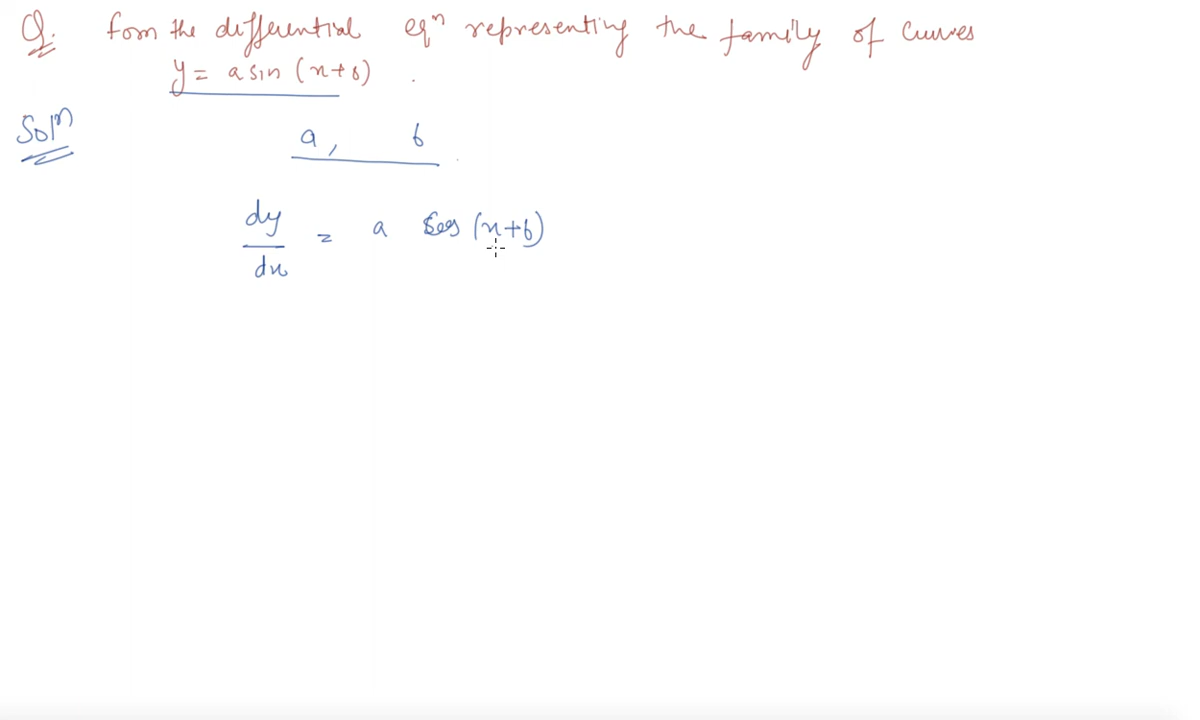 Q. form the differential eqⁿ representing the family of curves
y = a sin (x+b)
Solⁿ
a, b
dy/dx = a cos (x+b)